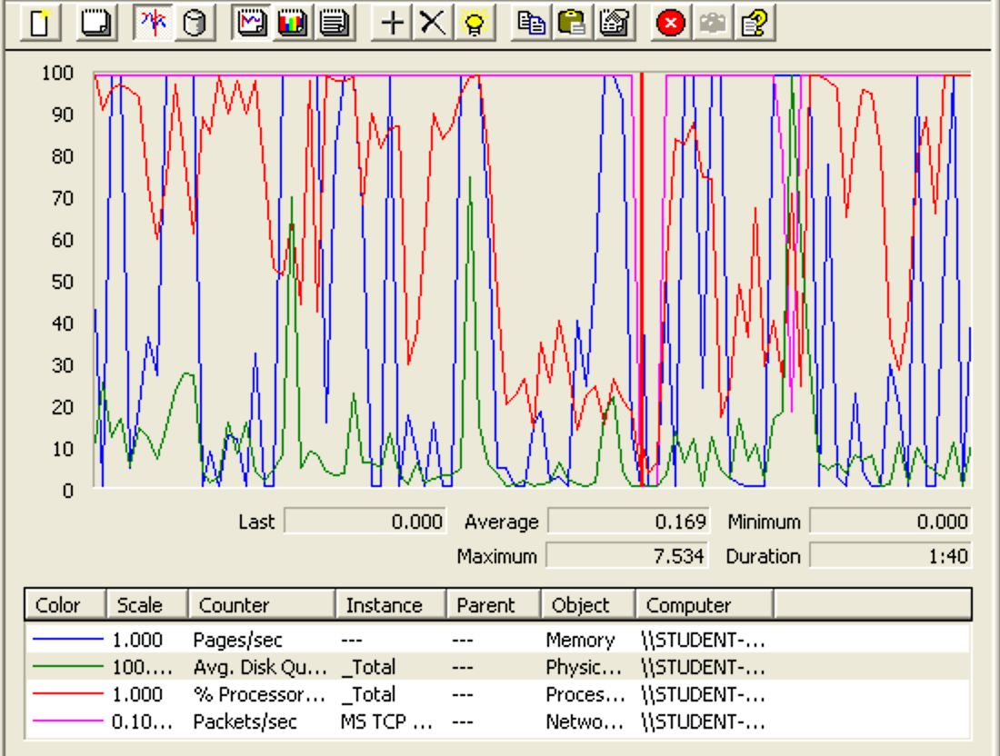 100
90
80
70
60
50
40
30
20
10
0
Last 0.000 Average 0.169 Minimum 0.000
Maximum 7.534 Duration 1:40
Color Scale Counter Instance Parent Object Computer
1.000 Pages/sec --- --- Memory \\STUDENT-...
100.... Avg. Disk Qu... _Total --- Physic... \\STUDENT-...
1.000 % Processor... _Total --- Proces... \\STUDENT-...
0.10... Packets/sec MS TCP ... --- Netwo... \\STUDENT-...